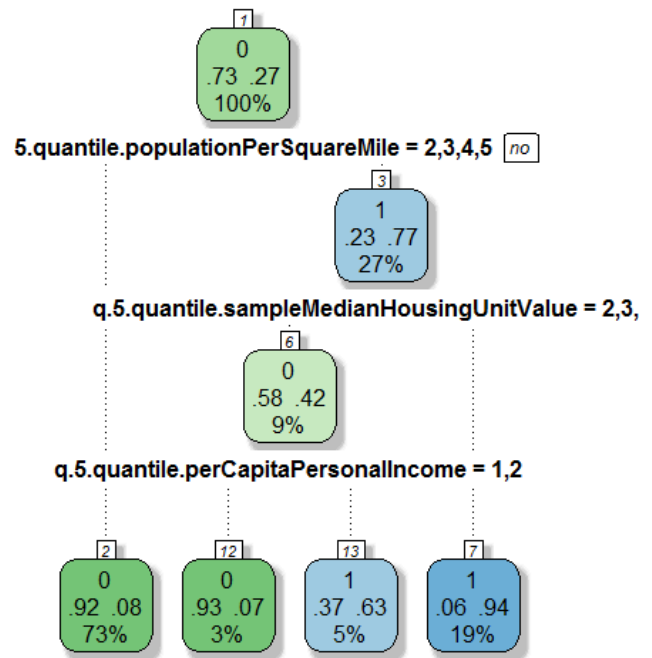 1
0
.73 .27
100%
5.quantile.populationPerSquareMile = 2,3,4,5 no
3
1
.23 .77
27%
q.5.quantile.sampleMedianHousingUnitValue = 2,3,
6
0
.58 .42
9%
q.5.quantile.perCapitaPersonalIncome = 1,2
2 12 13 7
0 0 1 1
.92 .08 .93 .07 .37 .63 .06 .94
73% 3% 5% 19%